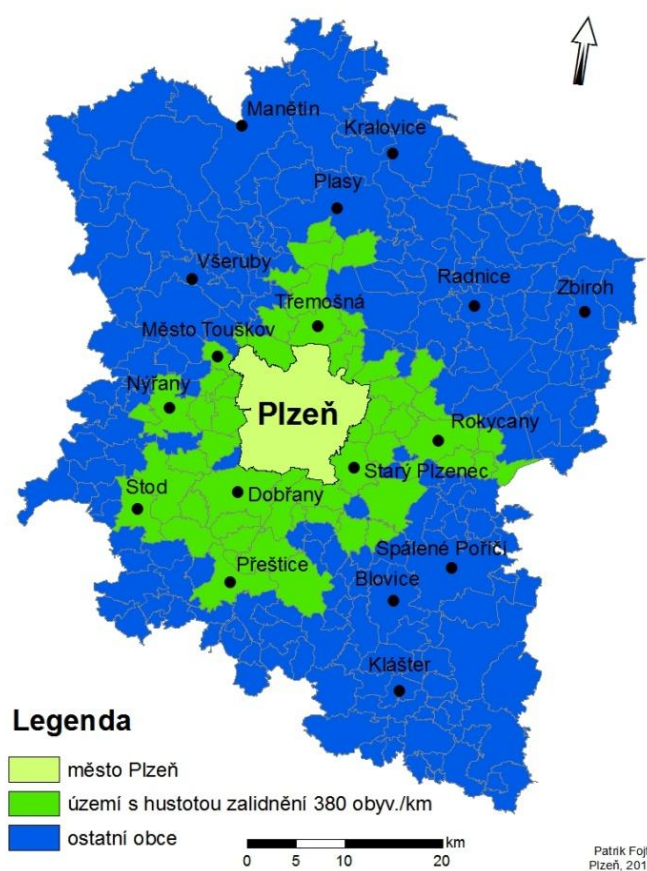 Manětín
Kralovice
Plasy
Všeruby
Radnice
Zbiroh
Třemošná
Město Touškov
Nýřany
Plzeň
Rokycany
Starý Plzenec
Stod
Dobřany
Spálené Poříčí
Přeštice
Blovice
Klášter
Legenda
město Plzeň
území s hustotou zalidnění 380 obyv./km
ostatní obce
km
0 5 10 20
Patrik Fojt
Plzeň, 201